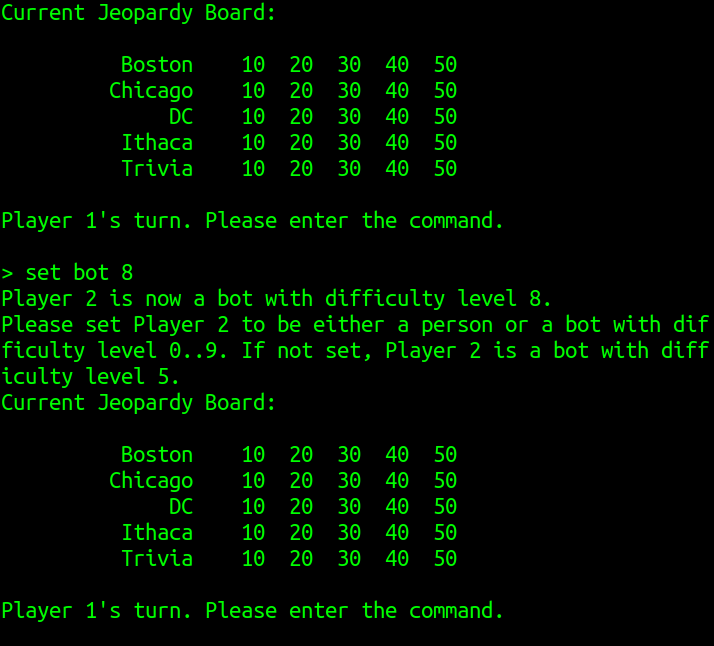 Current Jeopardy Board:
Boston 10 20 30 40 50
Chicago 10 20 30 40 50
DC 10 20 30 40 50
Ithaca 10 20 30 40 50
Trivia 10 20 30 40 50
Player 1's turn. Please enter the command.
> set bot 8
Player 2 is now a bot with difficulty level 8.
Please set Player 2 to be either a person or a bot with dif
ficulty level 0..9. If not set, Player 2 is a bot with diff
iculty level 5.
Current Jeopardy Board:
Boston 10 20 30 40 50
Chicago 10 20 30 40 50
DC 10 20 30 40 50
Ithaca 10 20 30 40 50
Trivia 10 20 30 40 50
Player 1's turn. Please enter the command.